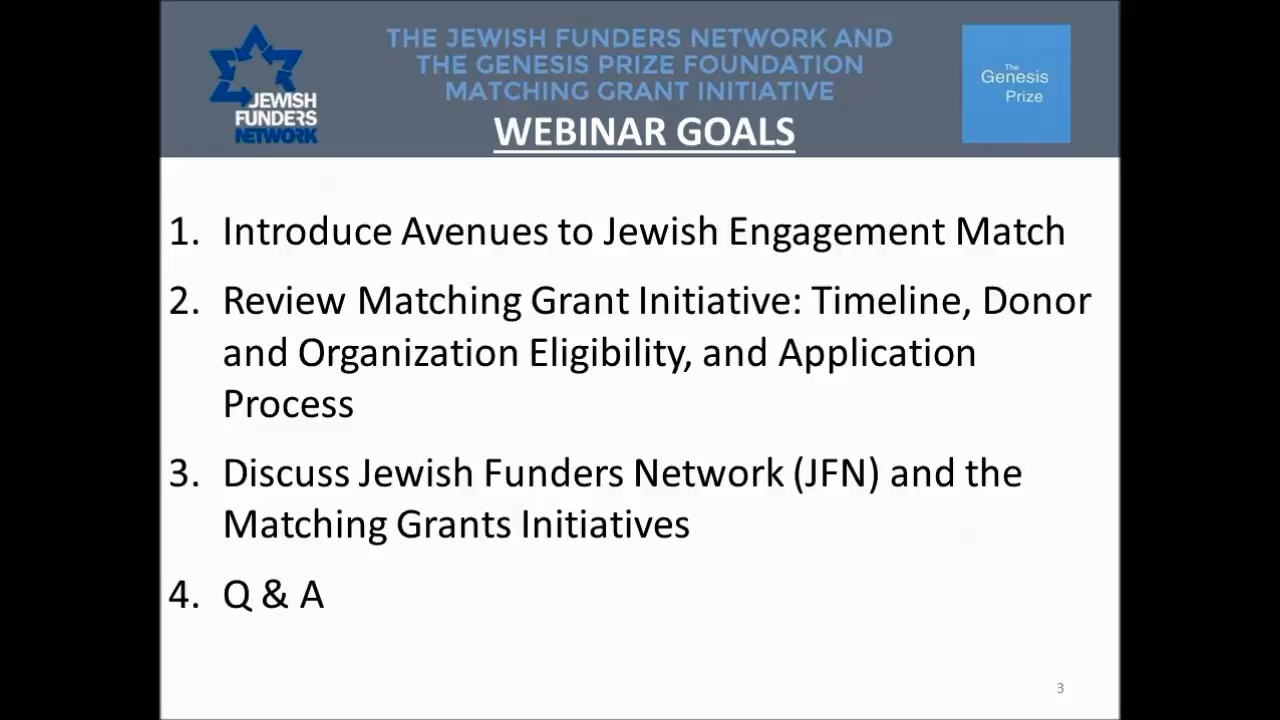 THE JEWISH FUNDERS NETWORK AND
THE GENESIS PRIZE FOUNDATION
MATCHING GRANT INITIATIVE
WEBINAR GOALS
JEWISH
FUNDERS
NETWORK
The
Genesis
Prize
1. Introduce Avenues to Jewish Engagement Match
2. Review Matching Grant Initiative: Timeline, Donor
and Organization Eligibility, and Application
Process
3. Discuss Jewish Funders Network (JFN) and the
Matching Grants Initiatives
4. Q & A
3